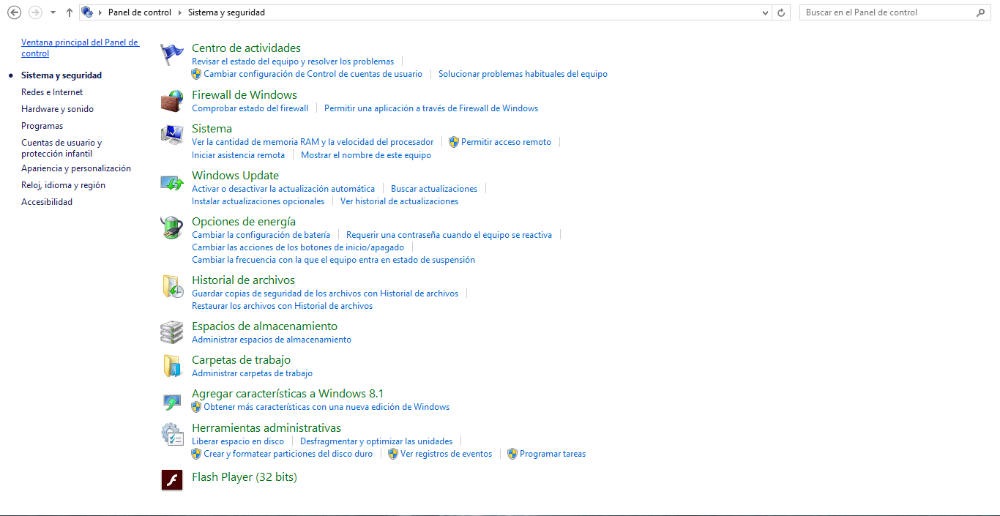 Panel de control Sistema y seguridad
Buscar en el Panel de control
Ventana principal del Panel de
control
Sistema y seguridad
Redes e Internet
Hardware y sonido
Programas
Cuentas de usuario y
protección infantil
Apariencia y personalización
Reloj, idioma y región
Accesibilidad
Centro de actividades
Revisar el estado del equipo y resolver los problemas
Cambiar configuración de Control de cuentas de usuario Solucionar problemas habituales del equipo
Firewall de Windows
Comprobar estado del firewall Permitir una aplicación a través de Firewall de Windows
Sistema
Ver la cantidad de memoria RAM y la velocidad del procesador Permitir acceso remoto
Iniciar asistencia remota Mostrar el nombre de este equipo
Windows Update
Activar o desactivar la actualización automática Buscar actualizaciones
Instalar actualizaciones opcionales Ver historial de actualizaciones
Opciones de energía
Cambiar la configuración de batería Requerir una contraseña cuando el equipo se reactiva
Cambiar las acciones de los botones de inicio/apagado
Cambiar la frecuencia con la que el equipo entra en estado de suspensión
Historial de archivos
Guardar copias de seguridad de los archivos con Historial de archivos
Restaurar los archivos con Historial de archivos
Espacios de almacenamiento
Administrar espacios de almacenamiento
Carpetas de trabajo
Administrar carpetas de trabajo
Agregar características a Windows 8.1
Obtener más características con una nueva edición de Windows
Herramientas administrativas
Liberar espacio en disco Desfragmentar y optimizar las unidades
Crear y formatear particiones del disco duro Ver registros de eventos Programar tareas
Flash Player (32 bits)